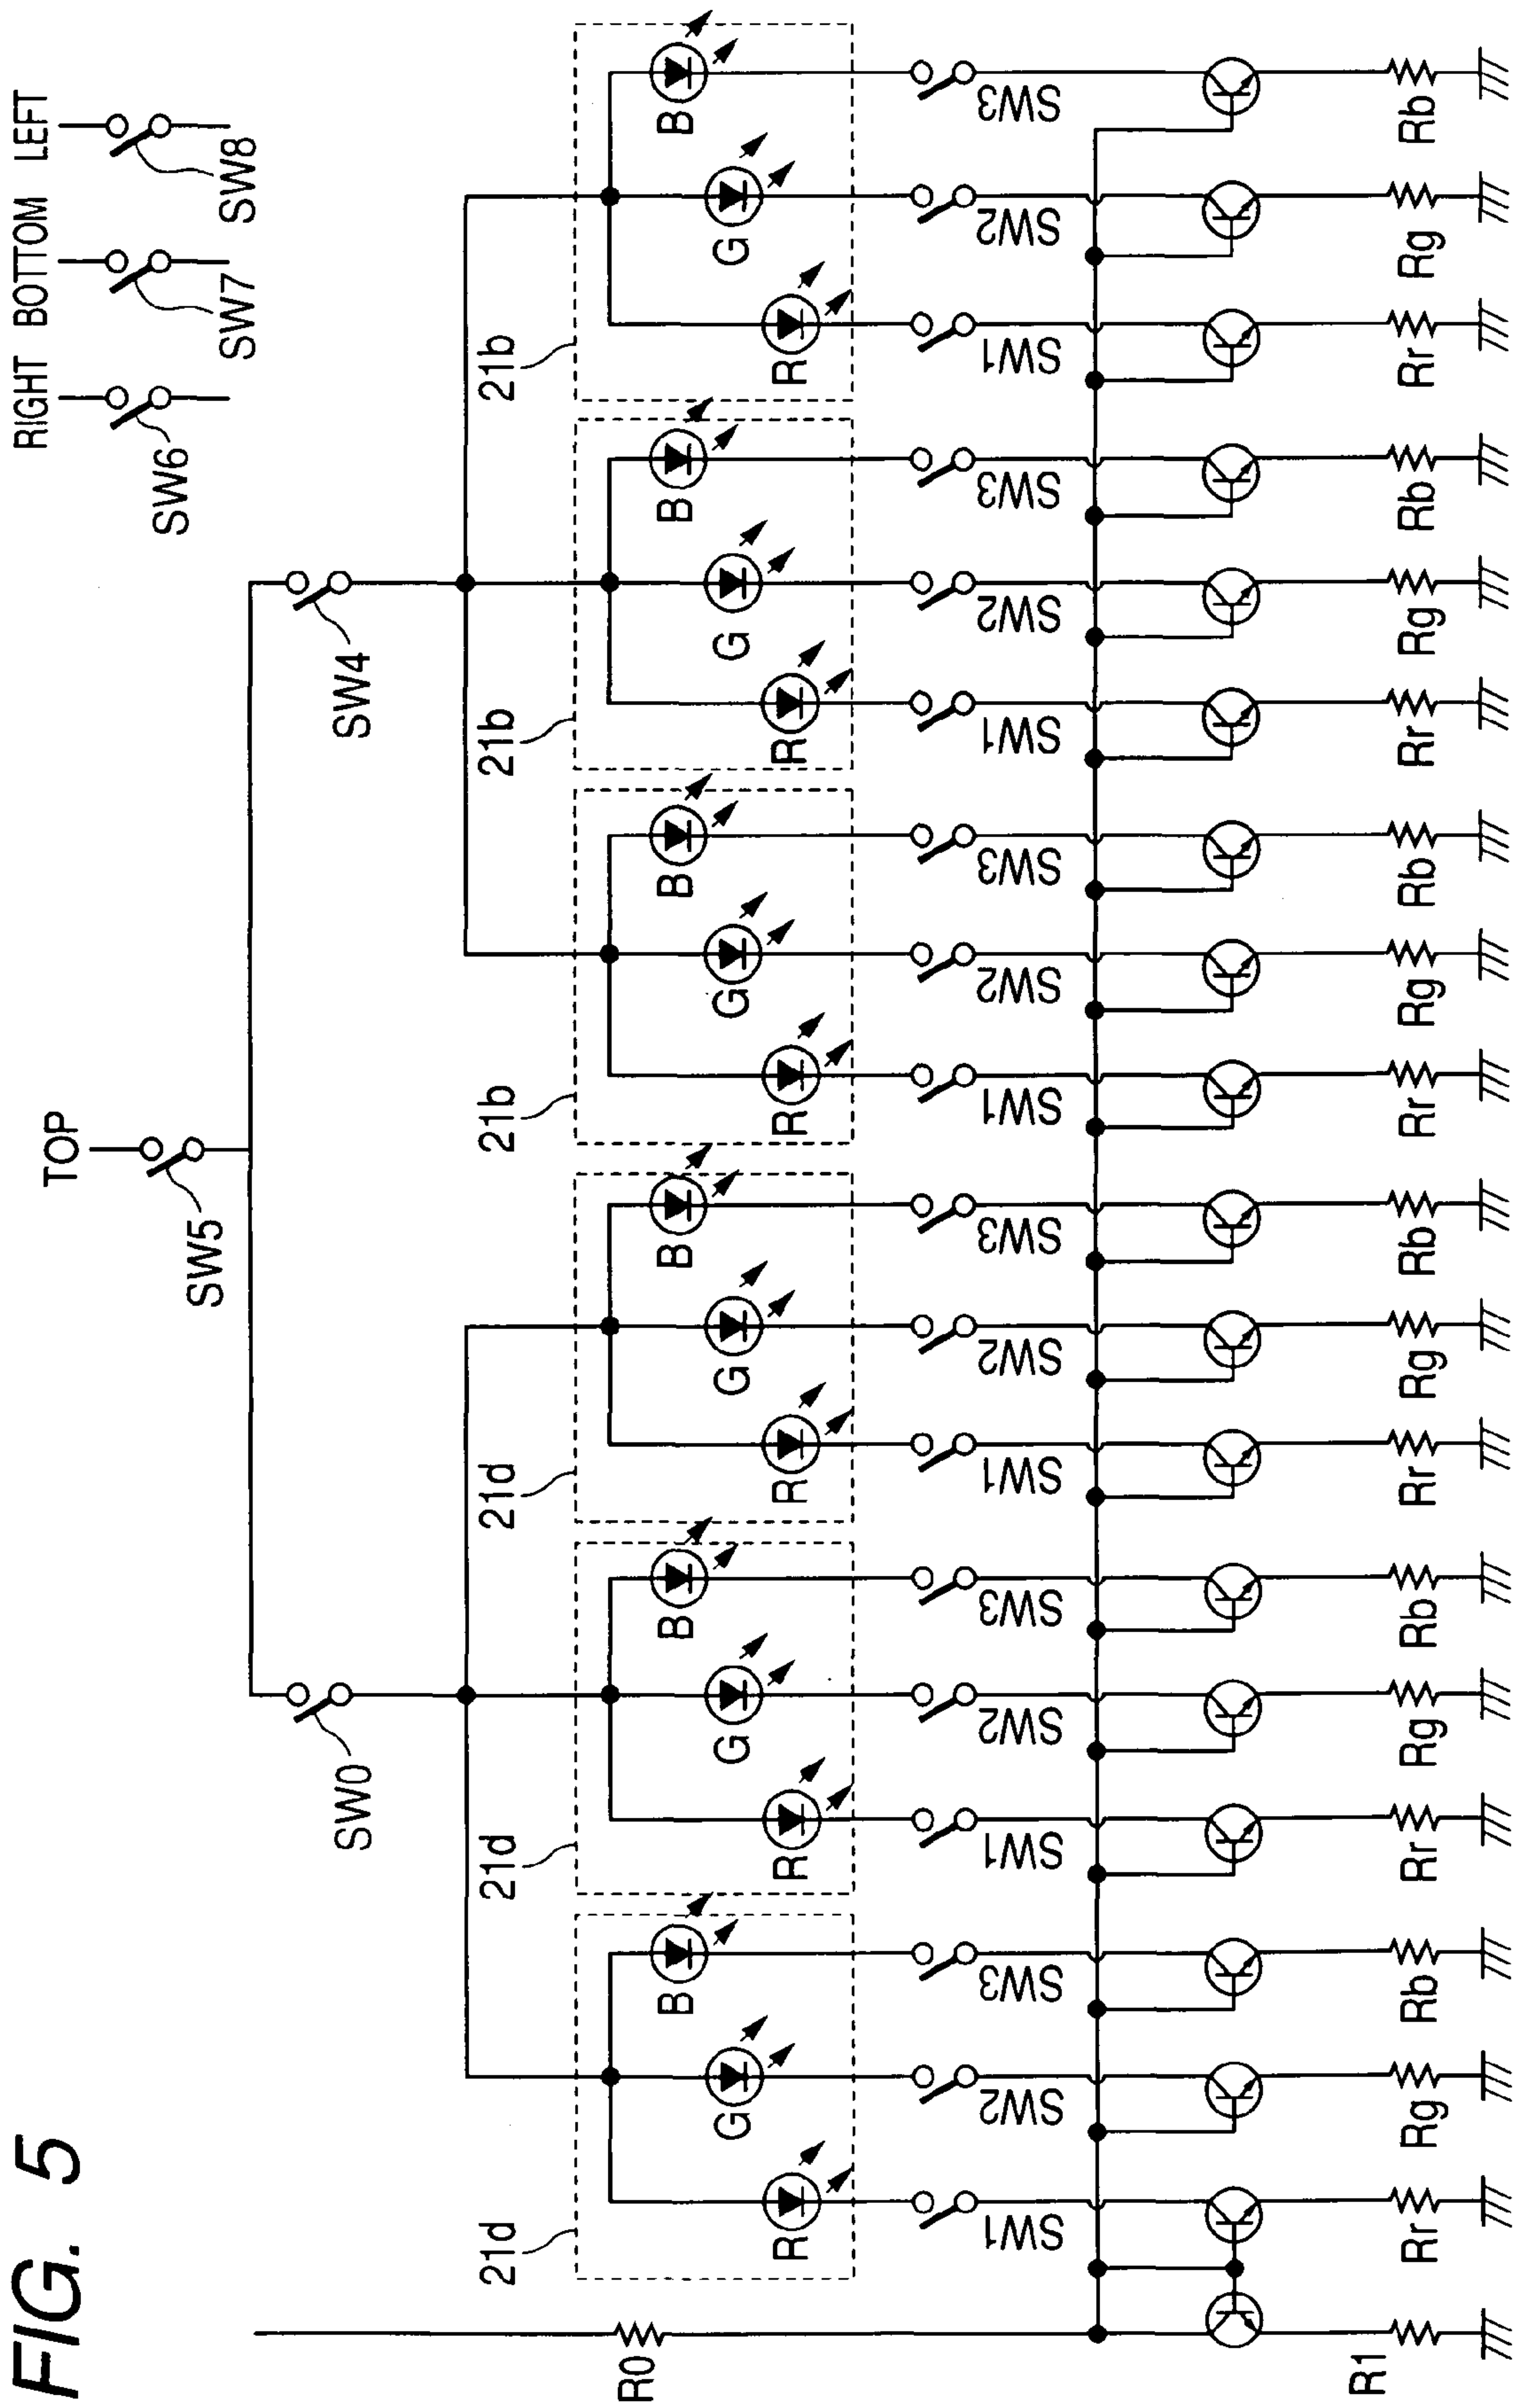 FIG. 5
TOP
RIGHT BOTTOM LEFT
SW5
SW6
SW7
SW8
SW0
SW4
21d
21d
21d
21b
21b
21b
R0
R
G
B
R
G
B
R
G
B
R
G
B
R
G
B
R
G
B
SW1
SW2
SW3
SW1
SW2
SW3
SW1
SW2
SW3
SW1
SW2
SW3
SW1
SW2
SW3
SW1
SW2
SW3
R1
Rr
Rg
Rb
Rr
Rg
Rb
Rr
Rg
Rb
Rr
Rg
Rb
Rr
Rg
Rb
Rr
Rg
Rb